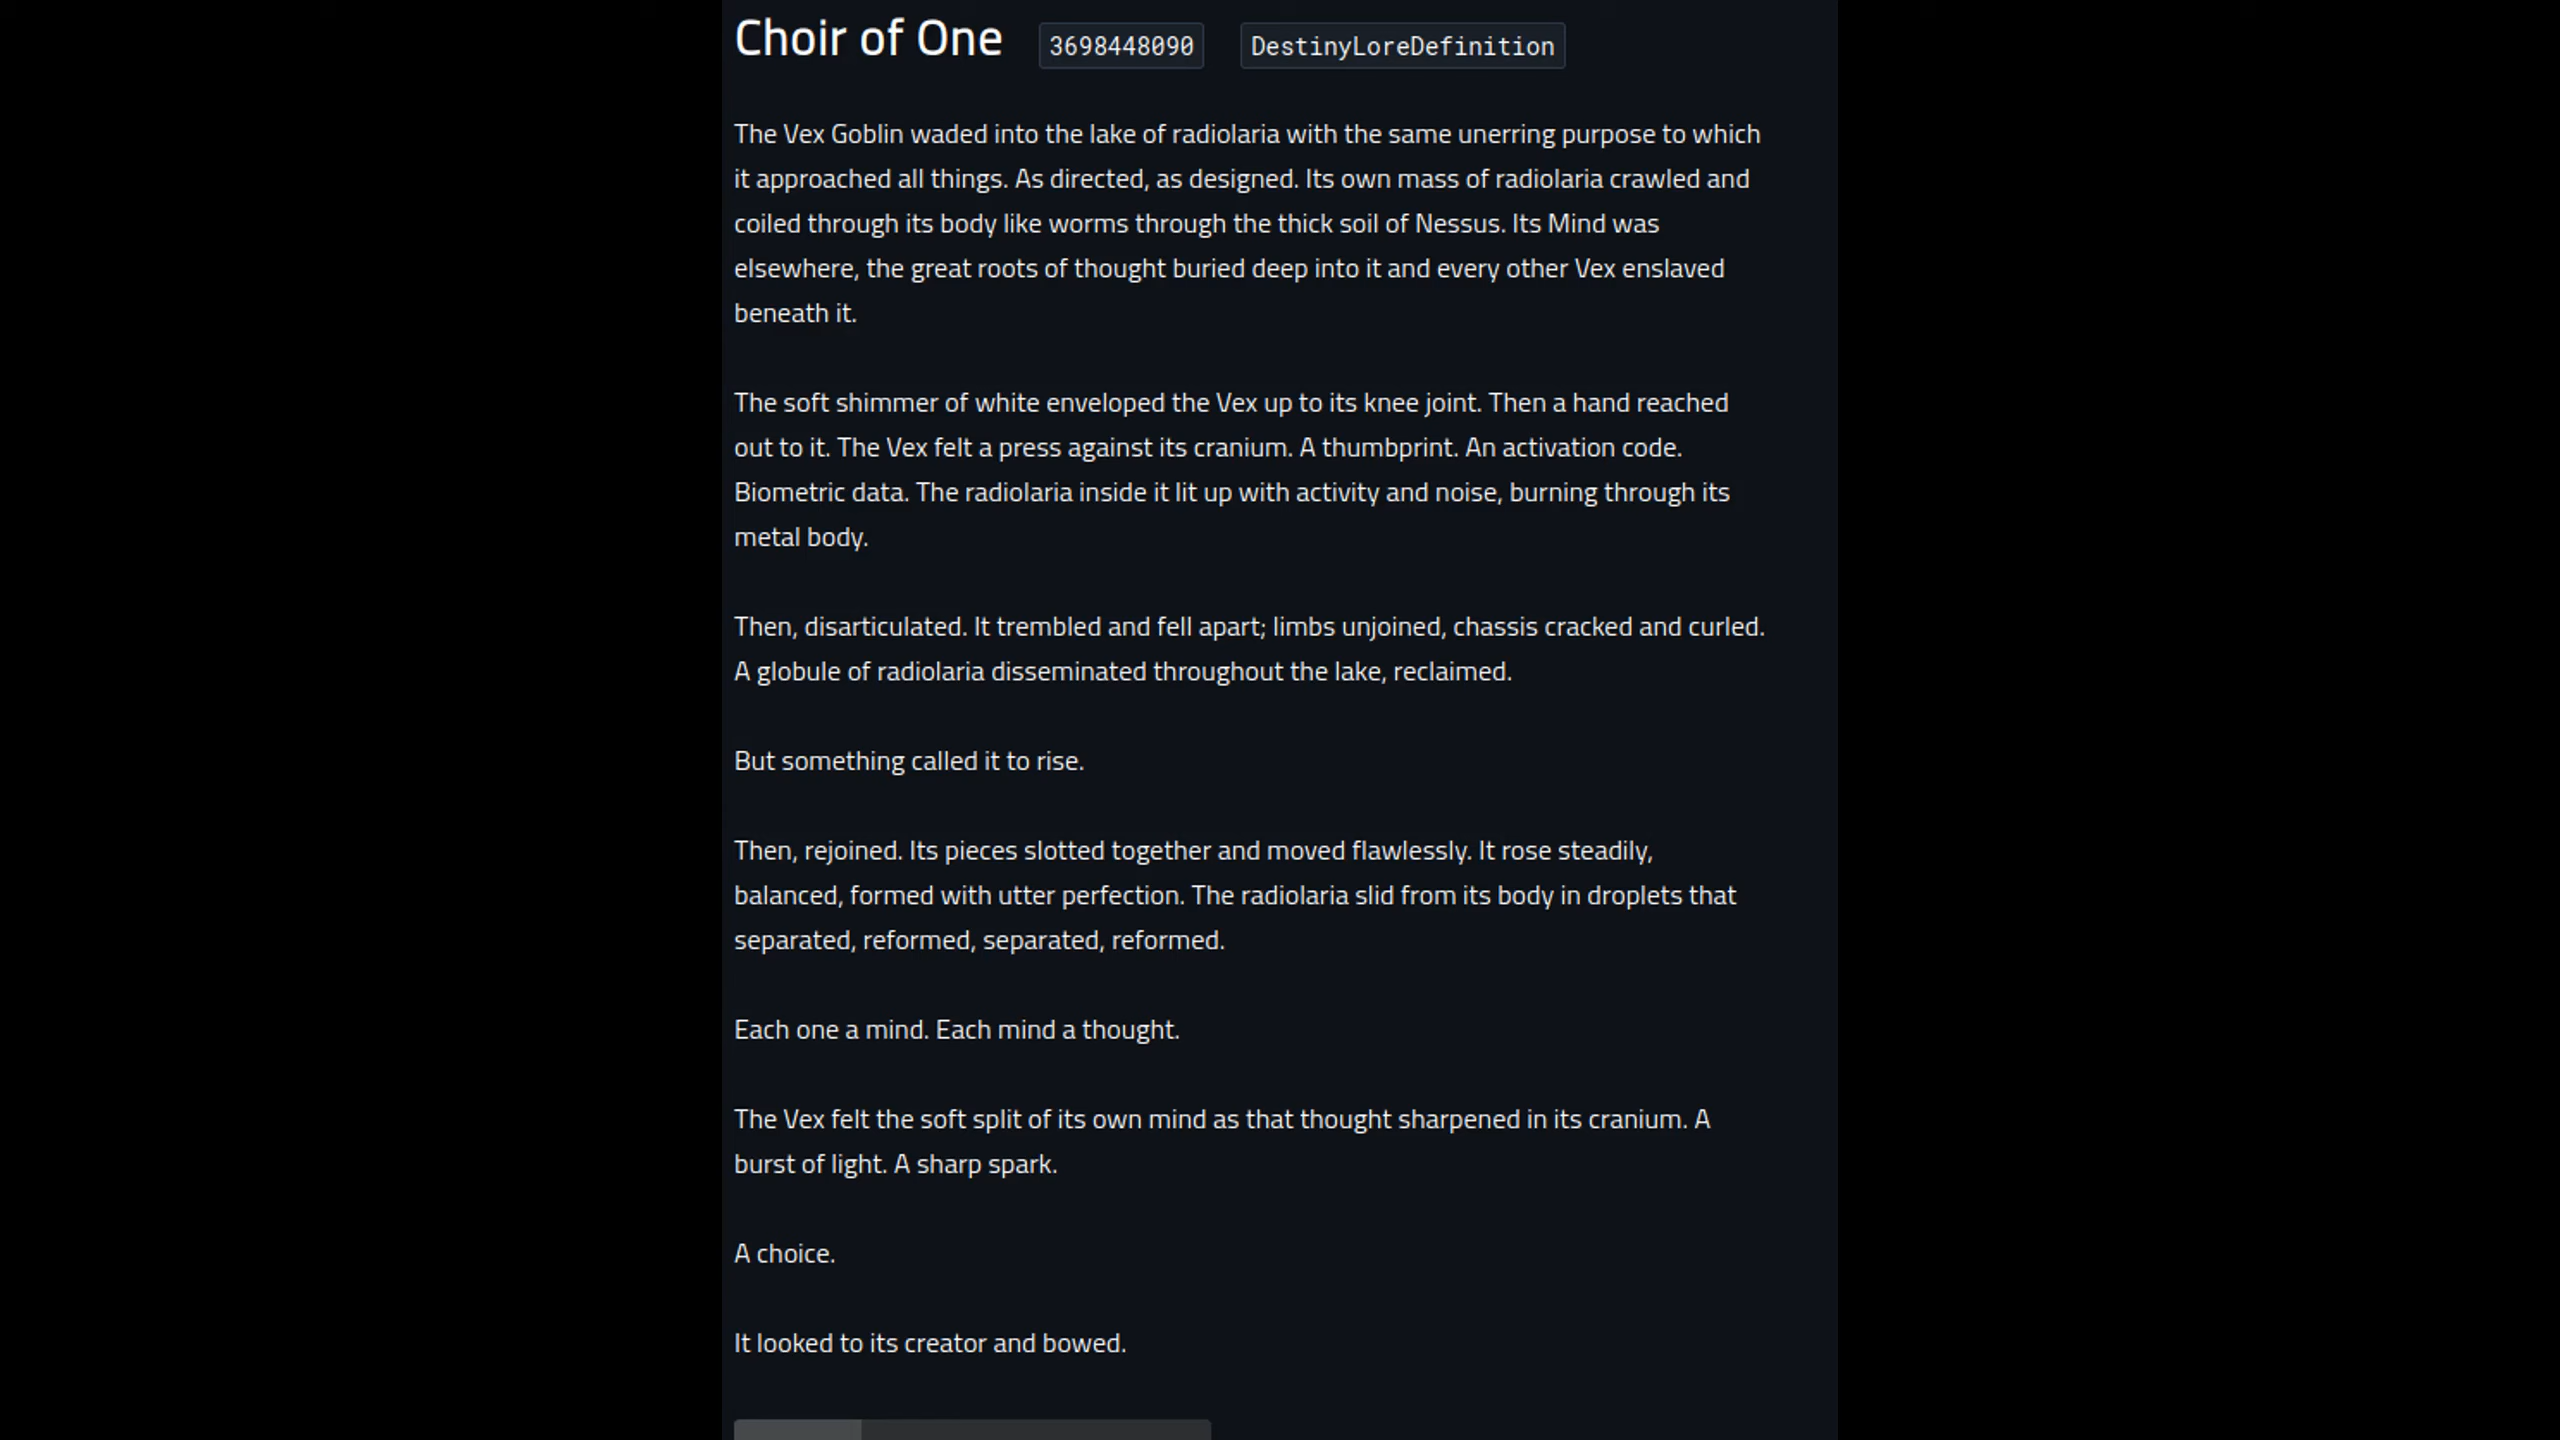 Choir of One 3698448090 DestinyLoreDefinition
The Vex Goblin waded into the lake of radiolaria with the same unerring purpose to which
it approached all things. As directed, as designed. Its own mass of radiolaria crawled and
coiled through its body like worms through the thick soil of Nessus. Its Mind was
elsewhere, the great roots of thought buried deep into it and every other Vex enslaved
beneath it.
The soft shimmer of white enveloped the Vex up to its knee joint. Then a hand reached
out to it. The Vex felt a press against its cranium. A thumbprint. An activation code.
Biometric data. The radiolaria inside it lit up with activity and noise, burning through its
metal body.
Then, disarticulated. It trembled and fell apart; limbs unjoined, chassis cracked and curled.
A globule of radiolaria disseminated throughout the lake, reclaimed.
But something called it to rise.
Then, rejoined. Its pieces slotted together and moved flawlessly. It rose steadily,
balanced, formed with utter perfection. The radiolaria slid from its body in droplets that
separated, reformed, separated, reformed.
Each one a mind. Each mind a thought.
The Vex felt the soft split of its own mind as that thought sharpened in its cranium. A
burst of light. A sharp spark.
A choice.
It looked to its creator and bowed.